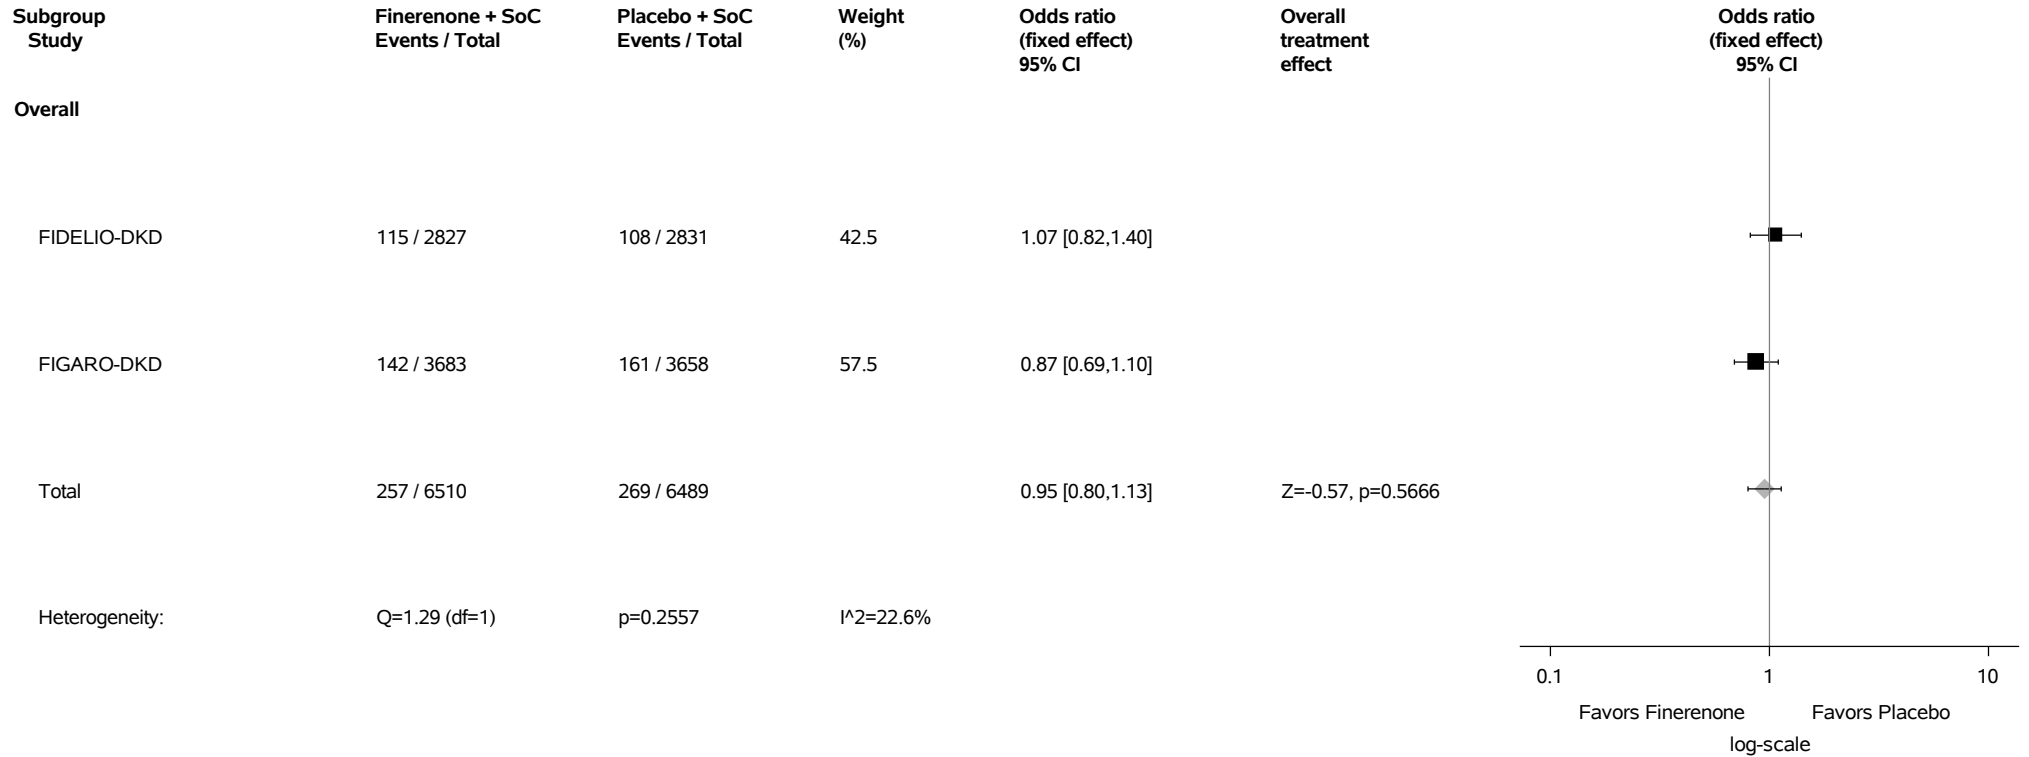 Subgroup Finerenone + SoC Placebo + SoC Weight Odds ratio Overall Odds ratio
Study Events / Total Events / Total (%) (fixed effect) treatment (fixed effect)
95% CI effect 95% CI
Overall
FIDELIO-DKD 115 / 2827 108 / 2831 42.5 1.07 [0.82,1.40]
FIGARO-DKD 142 / 3683 161 / 3658 57.5 0.87 [0.69,1.10]
Total 257 / 6510 269 / 6489 0.95 [0.80,1.13] Z=-0.57, p=0.5666
Heterogeneity: Q=1.29 (df=1) p=0.2557 I^2=22.6%
0.1 1 10
Favors Finerenone Favors Placebo
log-scale